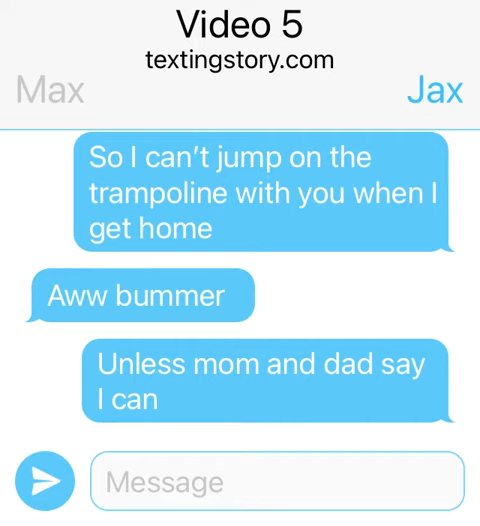 Video 5
textingstory.com
Max Jax
So I can’t jump on the
trampoline with you when I
get home
Aww bummer
Unless mom and dad say
I can
Message